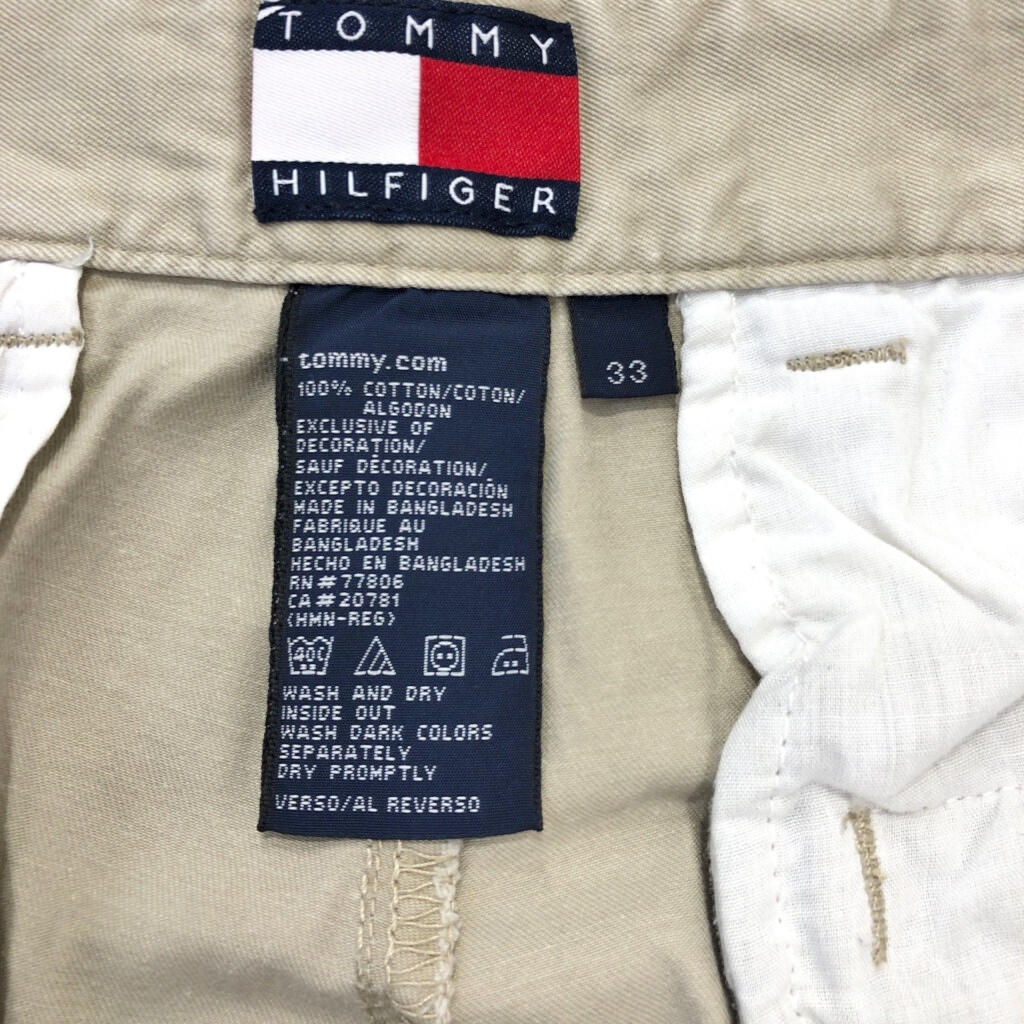 TOMMY
HILFIGER
tommy.com
100% COTTON/COTON/
ALGODON
EXCLUSIVE OF
DECORATION/
SAUF DÉCORATION/
EXCEPTO DECORACIÓN
MADE IN BANGLADESH
FABRIQUE AU
BANGLADESH
HECHO EN BANGLADESH
RN#77806
CA#20781
(HMN-REG)
40C
WASH AND DRY
INSIDE OUT
WASH DARK COLORS
SEPARATELY
DRY PROMPTLY
VERSO/AL REVERSO
33